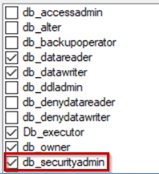 db_accessadmin
db_alter
db_backupoperator
db_datareader
db_datawriter
db_ddladmin
db_denydatareader
db_denydatawriter
Db_executor
db_owner
db_securityadmin